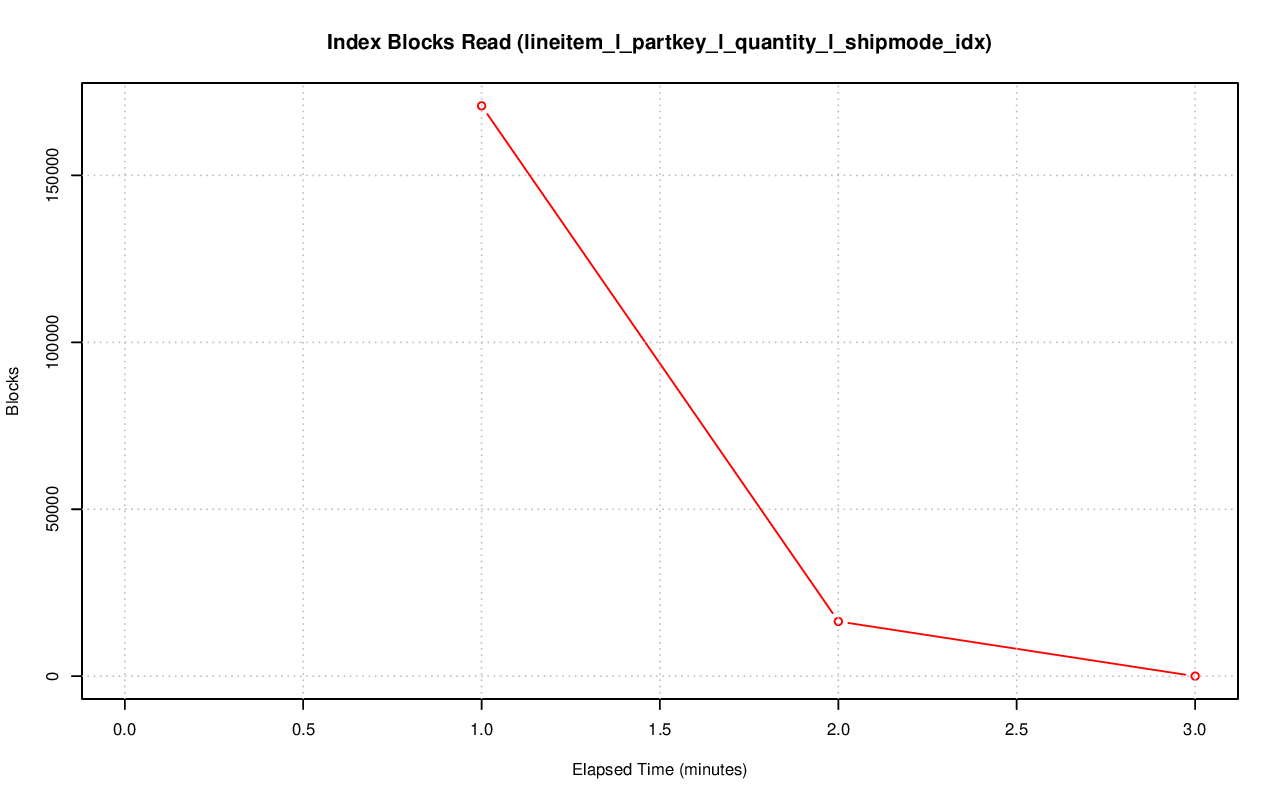 Index Blocks Read (lineitem_l_partkey_l_quantity_l_shipmode_idx)
150000
100000
50000
0
Blocks
0.0 0.5 1.0 1.5 2.0 2.5 3.0
Elapsed Time (minutes)